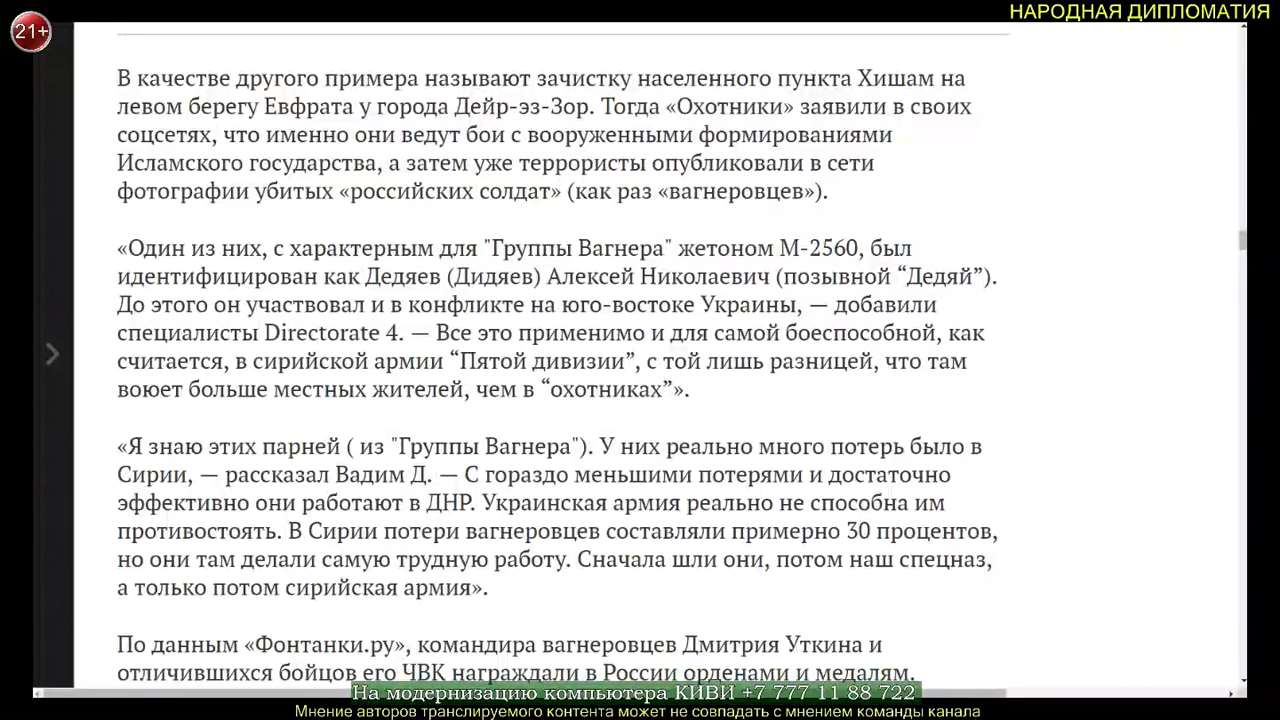 НАРОДНАЯ ДИПЛОМАТИЯ
21+
В качестве другого примера называют зачистку населенного пункта Хишам на
левом берегу Евфрата у города Дейр-эз-Зор. Тогда «Охотники» заявили в своих
соцсетях, что именно они ведут бои с вооруженными формированиями
Исламского государства, а затем уже террористы опубликовали в сети
фотографии убитых «российских солдат» (как раз «вагнеровцев»).
«Один из них, с характерным для "Группы Вагнера" жетоном М-2560, был
идентифицирован как Дедяев (Дидяев) Алексей Николаевич (позывной “Дедяй”).
До этого он участвовал и в конфликте на юго-востоке Украины, — добавили
специалисты Directorate 4. — Все это применимо и для самой боеспособной, как
считается, в сирийской армии “Пятой дивизии”, с той лишь разницей, что там
воюет больше местных жителей, чем в “охотниках”».
«Я знаю этих парней ( из "Группы Вагнера"). У них реально много потерь было в
Сирии, — рассказал Вадим Д. — С гораздо меньшими потерями и достаточно
эффективно они работают в ДНР. Украинская армия реально не способна им
противостоять. В Сирии потери вагнеровцев составляли примерно 30 процентов,
но они там делали самую трудную работу. Сначала шли они, потом наш спецназ,
а только потом сирийская армия».
По данным «Фонтанки.ру», командира вагнеровцев Дмитрия Уткина и
отличившихся бойцов его ЧВК награждали в России орденами и медалям.
На модернизацию компьютера КИВИ +7 777 11 88 722
Мнение авторов транслируемого контента может не совпадать с мнением команды канала